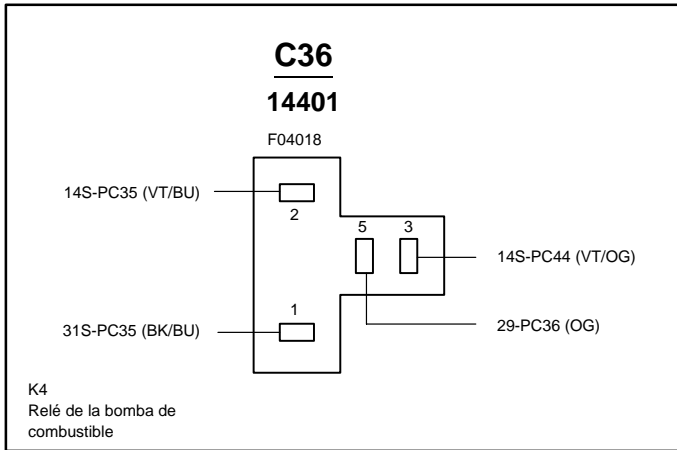 C36
14401
F04018
14S-PC35 (VT/BU)
2
5
3
14S-PC44 (VT/OG)
1
31S-PC35 (BK/BU)
29-PC36 (OG)
K4
Relé de la bomba de
combustible